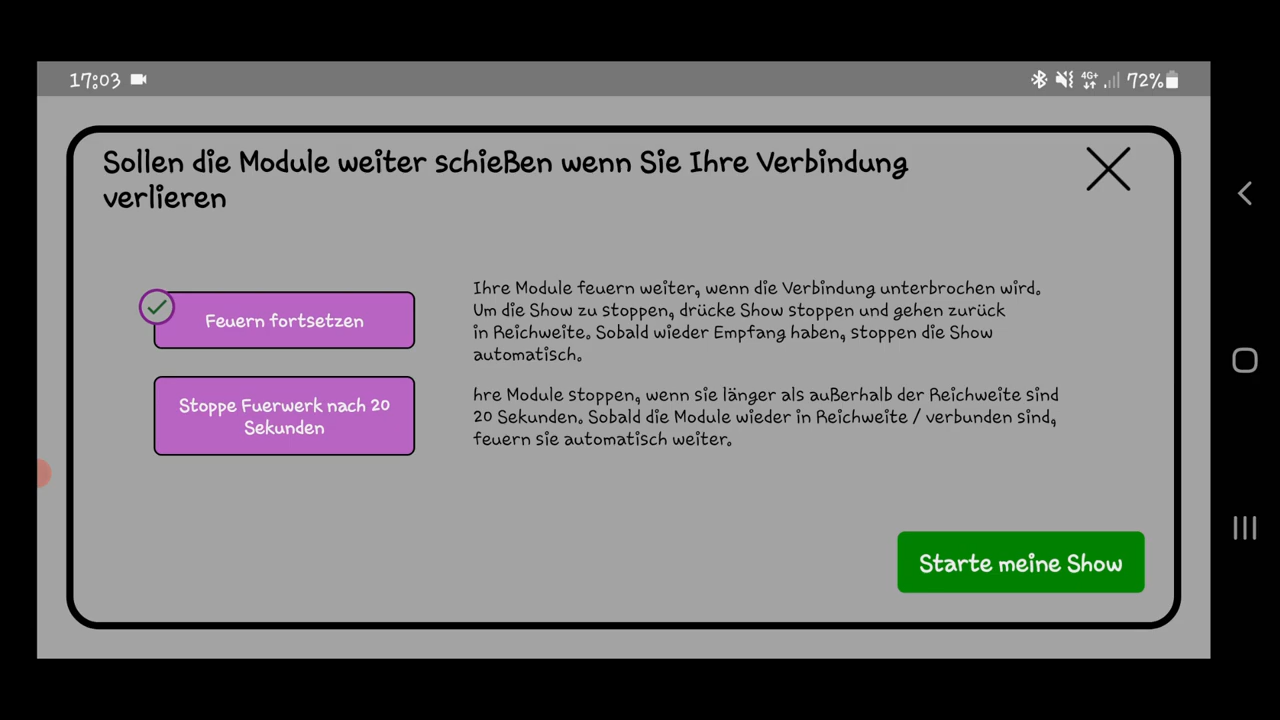 17:03
4G+
72%
Sollen die Module weiter schießen wenn Sie Ihre Verbindung
verlieren
Feuern fortsetzen
Ihre Module feuern weiter, wenn die Verbindung unterbrochen wird.
Um die Show zu stoppen, drücke Show stoppen und gehen zurück
in Reichweite. Sobald wieder Empfang haben, stoppen die Show
automatisch.
Stoppe Fuerwerk nach 20
Sekunden
hre Module stoppen, wenn sie länger als außerhalb der Reichweite sind
20 Sekunden. Sobald die Module wieder in Reichweite / verbunden sind,
feuern sie automatisch weiter.
Starte meine Show